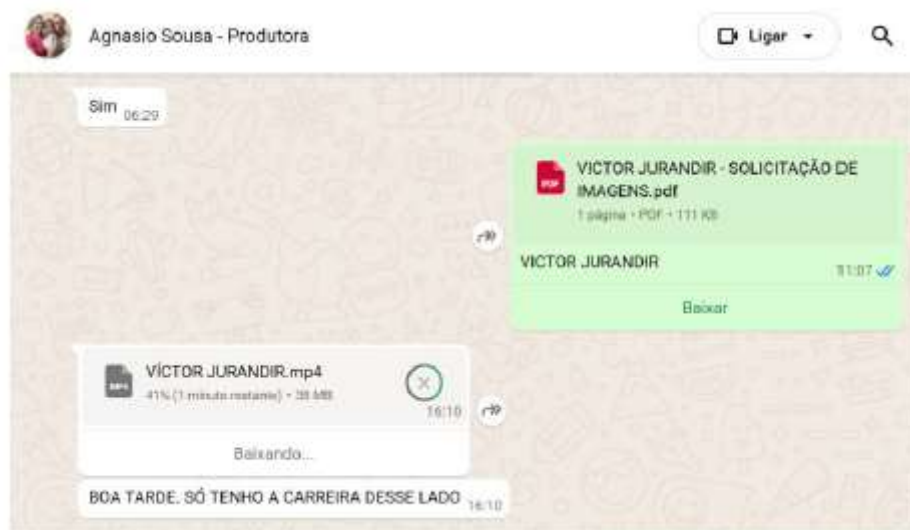 Agnasio Sousa - Produtora
Ligar
Sim 06:29
VICTOR JURANDIR - SOLICITAÇÃO DE
IMAGENS.pdf
1 página • PDF • 111 KB
VICTOR JURANDIR
11:07
Baixar
VÍCTOR JURANDIR.mp4
41% (1 minuto restante) • 38 MB
16:10
Baixando...
BOA TARDE. SÓ TENHO A CARREIRA DESSE LADO 16:10